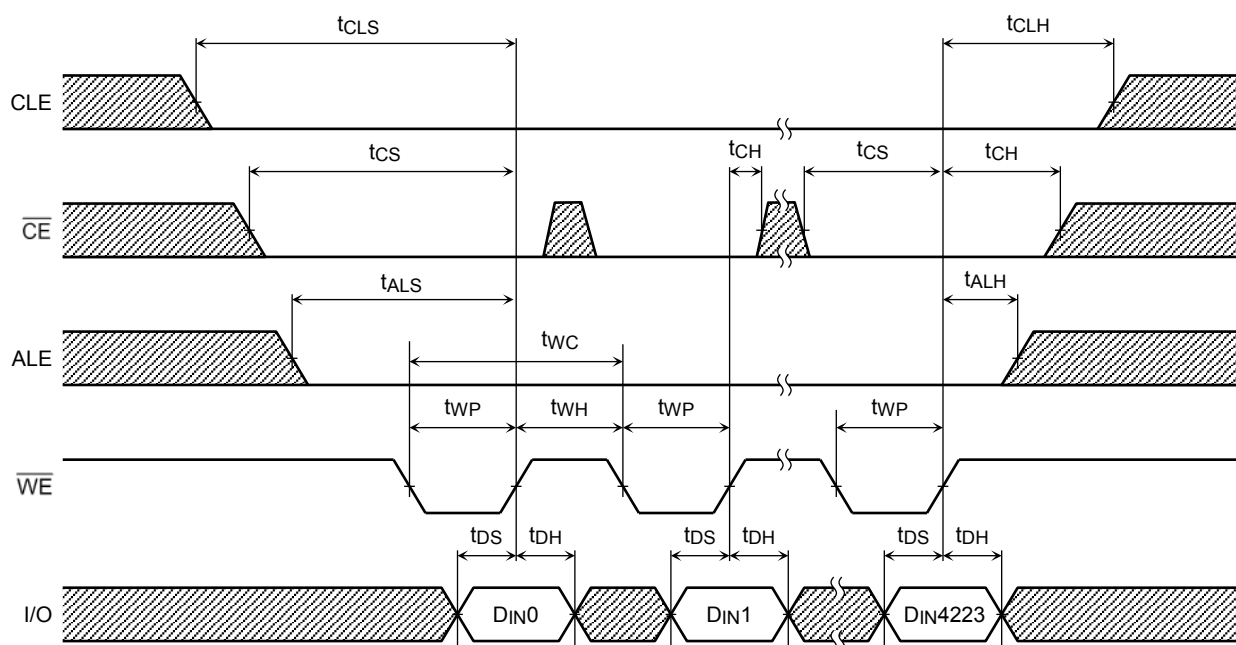 tCLS tCLH
CLE
tCS tCH tCS tCH
CE
tALS tALH
ALE
tWC
tWP tWH tWP tWP
WE
tDS tDH tDS tDH tDS tDH
I/O DIN0 DIN1 DIN4223